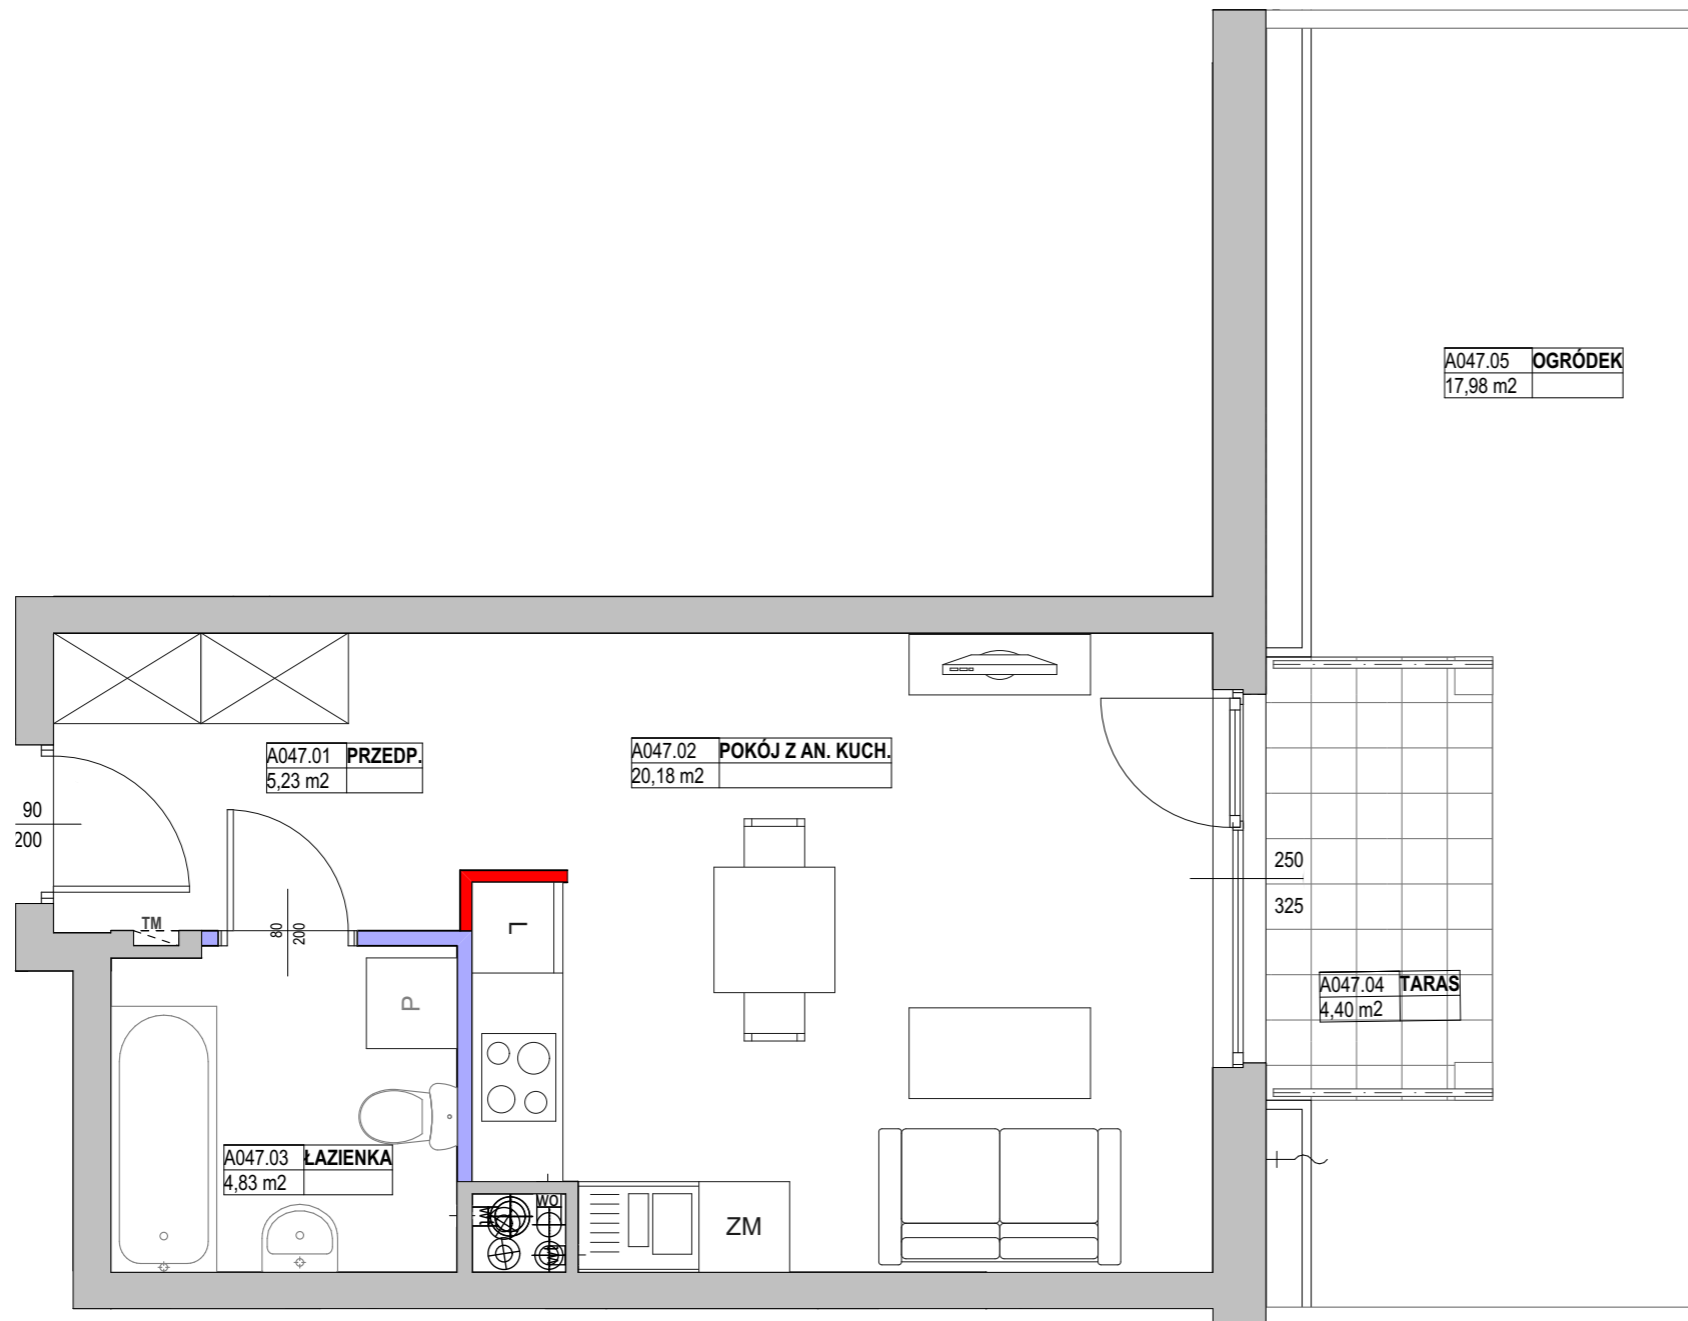 A047.05 OGRÓDEK
17,98 m2
A047.01 PRZEDP.
5,23 m2
A047.02 POKÓJ Z AN. KUCH.
20,18 m2
90
200
250
325
TM
80
200
L
P
A047.04 TARAS
4,40 m2
A047.03 ŁAZIENKA
4,83 m2
WO
ZM